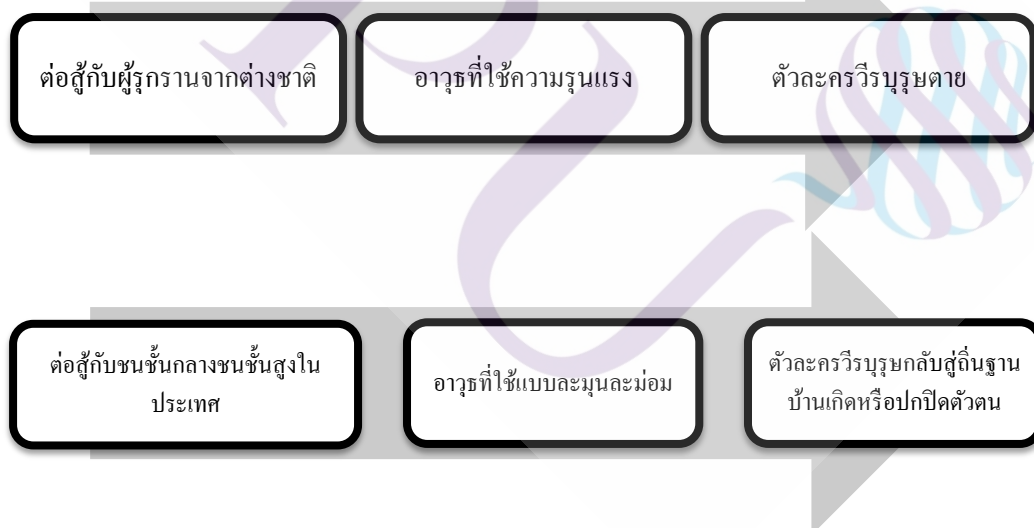 ต่อสู้กับผู้รุกรานจากต่างชาติ
อาวุธที่ใช้ความรุนแรง
ตัวละครวีรบุรุษตาย
ต่อสู้กับชนชั้นกลางชนชั้นสูงใน
ประเทศ
อาวุธที่ใช้แบบละมุนละม่อม
ตัวละครวีรบุรุษกลับสู่ถิ่นฐาน
บ้านเกิดหรือปกปิดตัวตน